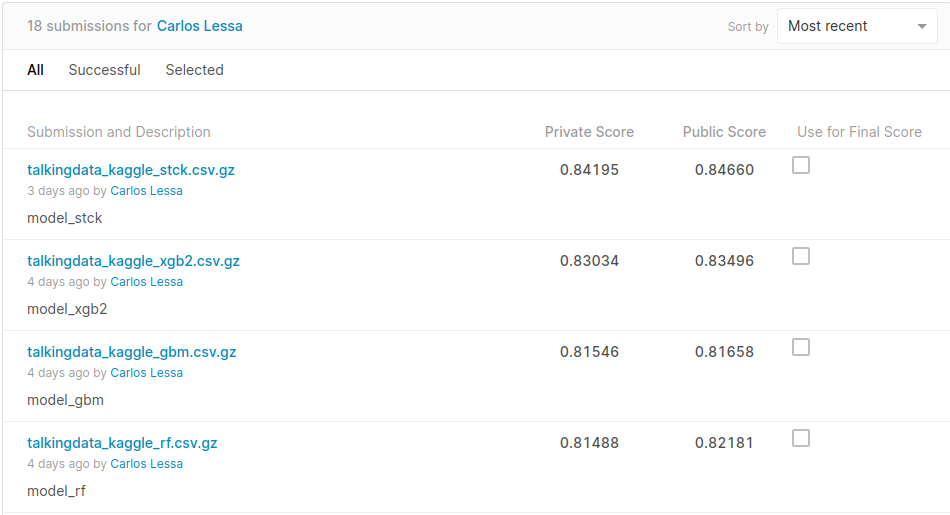 18 submissions for Carlos Lessa
Sort by Most recent
All Successful Selected
Submission and Description Private Score Public Score Use for Final Score
talkingdata_kaggle_stck.csv.gz 0.84195 0.84660
3 days ago by Carlos Lessa
model_stck
talkingdata_kaggle_xgb2.csv.gz 0.83034 0.83496
4 days ago by Carlos Lessa
model_xgb2
talkingdata_kaggle_gbm.csv.gz 0.81546 0.81658
4 days ago by Carlos Lessa
model_gbm
talkingdata_kaggle_rf.csv.gz 0.81488 0.82181
4 days ago by Carlos Lessa
model_rf